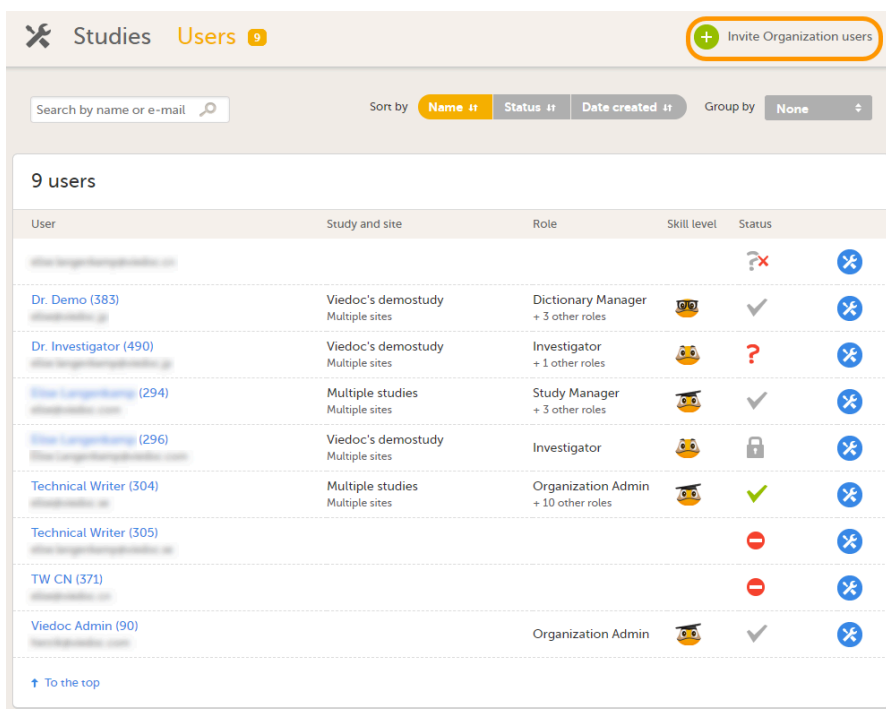 Studies Users 9 Invite Organization users
Search by name or e-mail Sort by Name Status Date created Group by None
9 users
User Study and site Role Skill level Status
Dr. Demo (383) Viedoc's demostudy Dictionary Manager
Multiple sites + 3 other roles
Dr. Investigator (490) Viedoc's demostudy Investigator
Multiple sites + 1 other roles
(294) Multiple studies Study Manager
Multiple sites + 3 other roles
(296) Viedoc's demostudy Investigator
Multiple sites
Technical Writer (304) Multiple studies Organization Admin
Multiple sites + 10 other roles
Technical Writer (305)
TW CN (371)
Viedoc Admin (90) Organization Admin
To the top